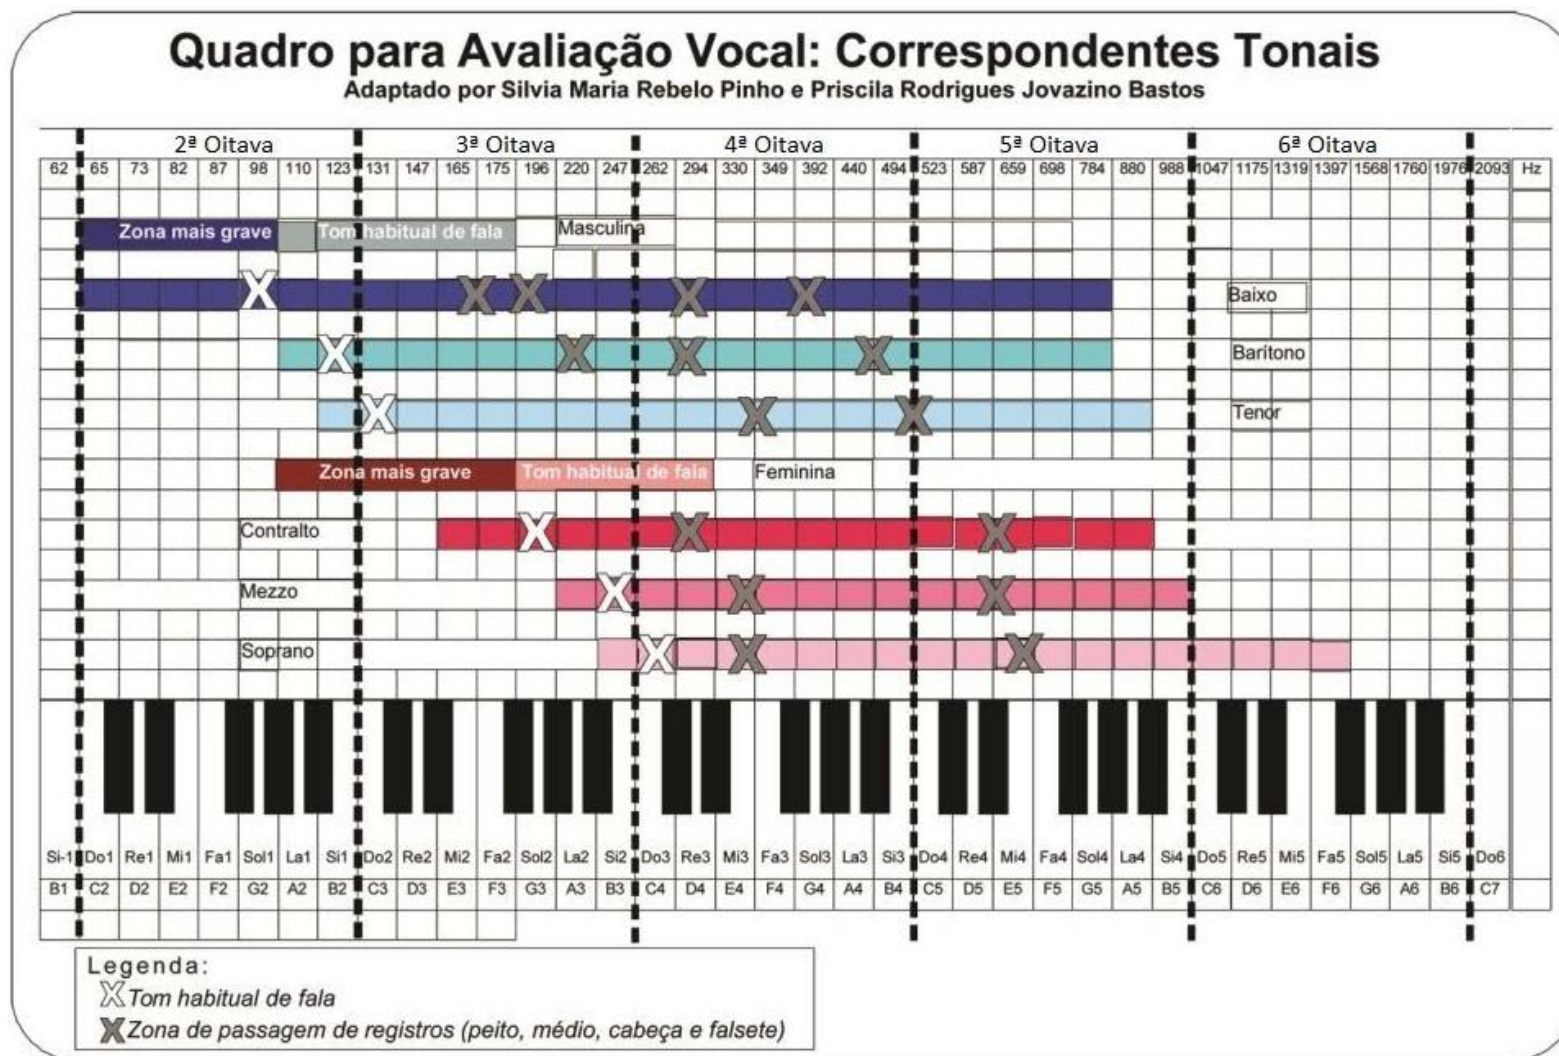 Quadro para Avaliação Vocal: Correspondentes Tonais
Adaptado por Silvia Maria Rebelo Pinho e Priscila Rodrigues Jovazino Bastos
2ª Oitava 3ª Oitava 4ª Oitava 5ª Oitava 6ª Oitava
62 65 73 82 87 98 110 123 131 147 165 175 196 220 247 262 294 330 349 392 440 494 523 587 659 698 784 880 988 1047 1175 1319 1397 1568 1760 1976 2093 Hz
Zona mais grave Tom habitual de fala Masculina
Baixo
Barítono
Tenor
Zona mais grave Tom habitual de fala Feminina
Contralto
Mezzo
Soprano
Si-1 Do1 Re1 Mi1 Fa1 Sol1 La1 Si1 Do2 Re2 Mi2 Fa2 Sol2 La2 Si2 Do3 Re3 Mi3 Fa3 Sol3 La3 Si3 Do4 Re4 Mi4 Fa4 Sol4 La4 Si4 Do5 Re5 Mi5 Fa5 Sol5 La5 Si5 Do6
B1 C2 D2 E2 F2 G2 A2 B2 C3 D3 E3 F3 G3 A3 B3 C4 D4 E4 F4 G4 A4 B4 C5 D5 E5 F5 G5 A5 B5 C6 D6 E6 F6 G6 A6 B6 C7
Legenda:
X Tom habitual de fala
X Zona de passagem de registros (peito, médio, cabeça e falsete)